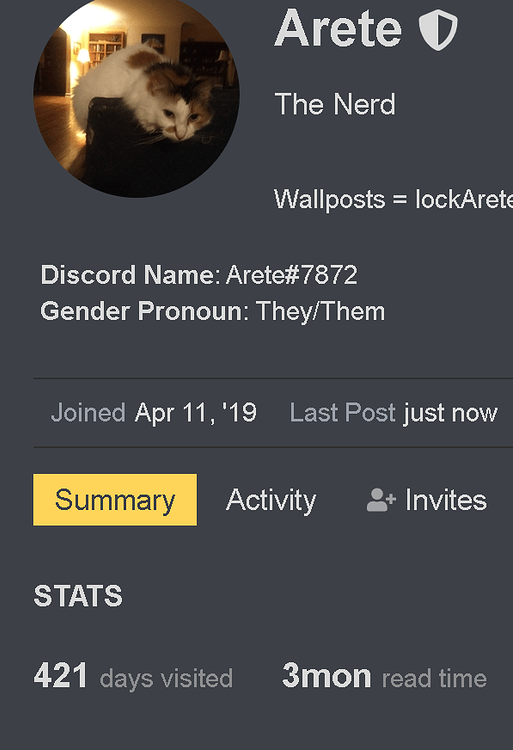 Arete
The Nerd
Wallposts = lockArete
Discord Name: Arete#7872
Gender Pronoun: They/Them
Joined Apr 11, '19 Last Post just now
Summary Activity Invites
STATS
421 days visited 3mon read time